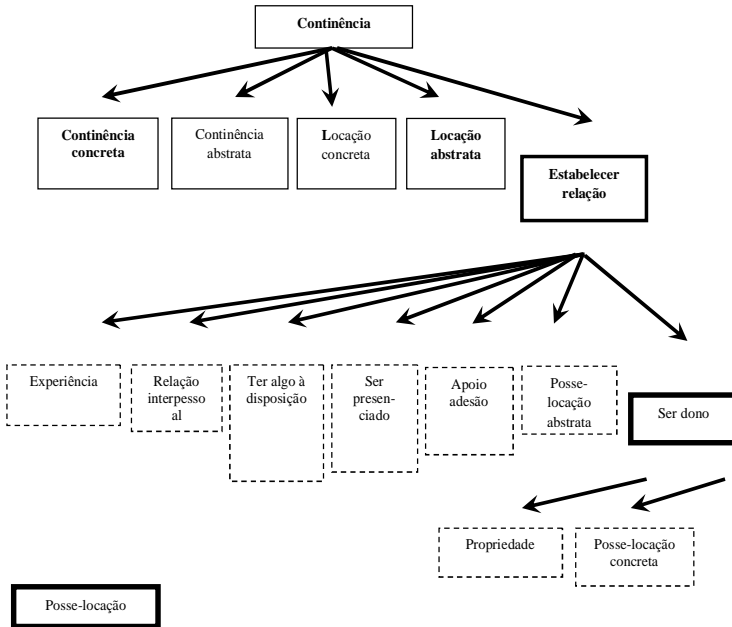 Continência
Continência
concreta
Continência
abstrata
Locação
concreta
Locação
abstrata
Estabelecer
relação
Experiência
Relação
interpesso
al
Ter algo à
disposição
Ser
presen-
ciado
Apoio
adesão
Posse-
locação
abstrata
Ser dono
Propriedade
Posse-locação
concreta
Posse-locação